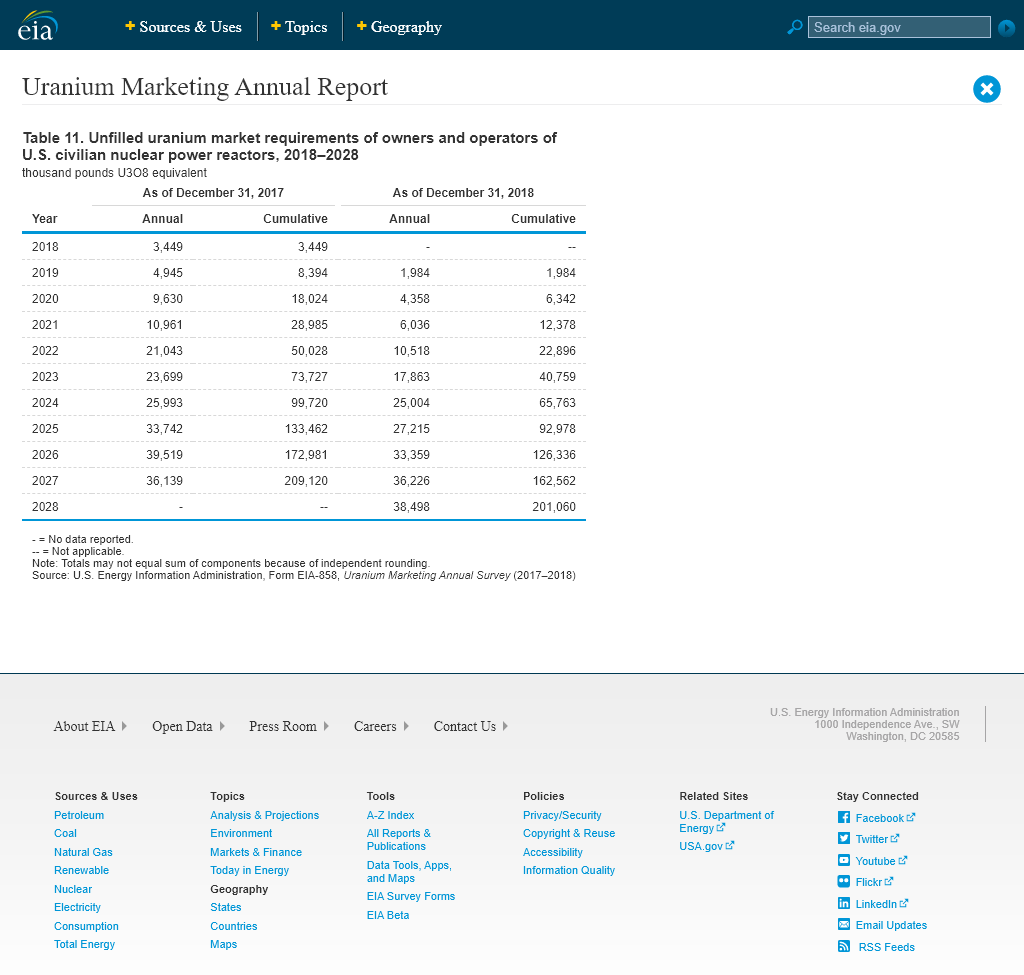 eia
+ Sources & Uses
+ Topics
+ Geography
Search eia.gov
Uranium Marketing Annual Report
Table 11. Unfilled uranium market requirements of owners and operators of
U.S. civilian nuclear power reactors, 2018–2028
thousand pounds U3O8 equivalent
As of December 31, 2017 As of December 31, 2018
Year Annual Cumulative Annual Cumulative
2018 3,449 3,449 - --
2019 4,945 8,394 1,984 1,984
2020 9,630 18,024 4,358 6,342
2021 10,961 28,985 6,036 12,378
2022 21,043 50,028 10,518 22,896
2023 23,699 73,727 17,863 40,759
2024 25,993 99,720 25,004 65,763
2025 33,742 133,462 27,215 92,978
2026 39,519 172,981 33,359 126,336
2027 36,139 209,120 36,226 162,562
2028 - -- 38,498 201,060
- = No data reported.
-- = Not applicable.
Note: Totals may not equal sum of components because of independent rounding.
Source: U.S. Energy Information Administration, Form EIA-858, Uranium Marketing Annual Survey (2017–2018)
About EIA
Open Data
Press Room
Careers
Contact Us
U.S. Energy Information Administration
1000 Independence Ave., SW
Washington, DC 20585
Sources & Uses
Petroleum
Coal
Natural Gas
Renewable
Nuclear
Electricity
Consumption
Total Energy
Topics
Analysis & Projections
Environment
Markets & Finance
Today in Energy
Geography
States
Countries
Maps
Tools
A-Z Index
All Reports &
Publications
Data Tools, Apps,
and Maps
EIA Survey Forms
EIA Beta
Policies
Privacy/Security
Copyright & Reuse
Accessibility
Information Quality
Related Sites
U.S. Department of
Energy
USA.gov
Stay Connected
Facebook
Twitter
Youtube
Flickr
LinkedIn
Email Updates
RSS Feeds